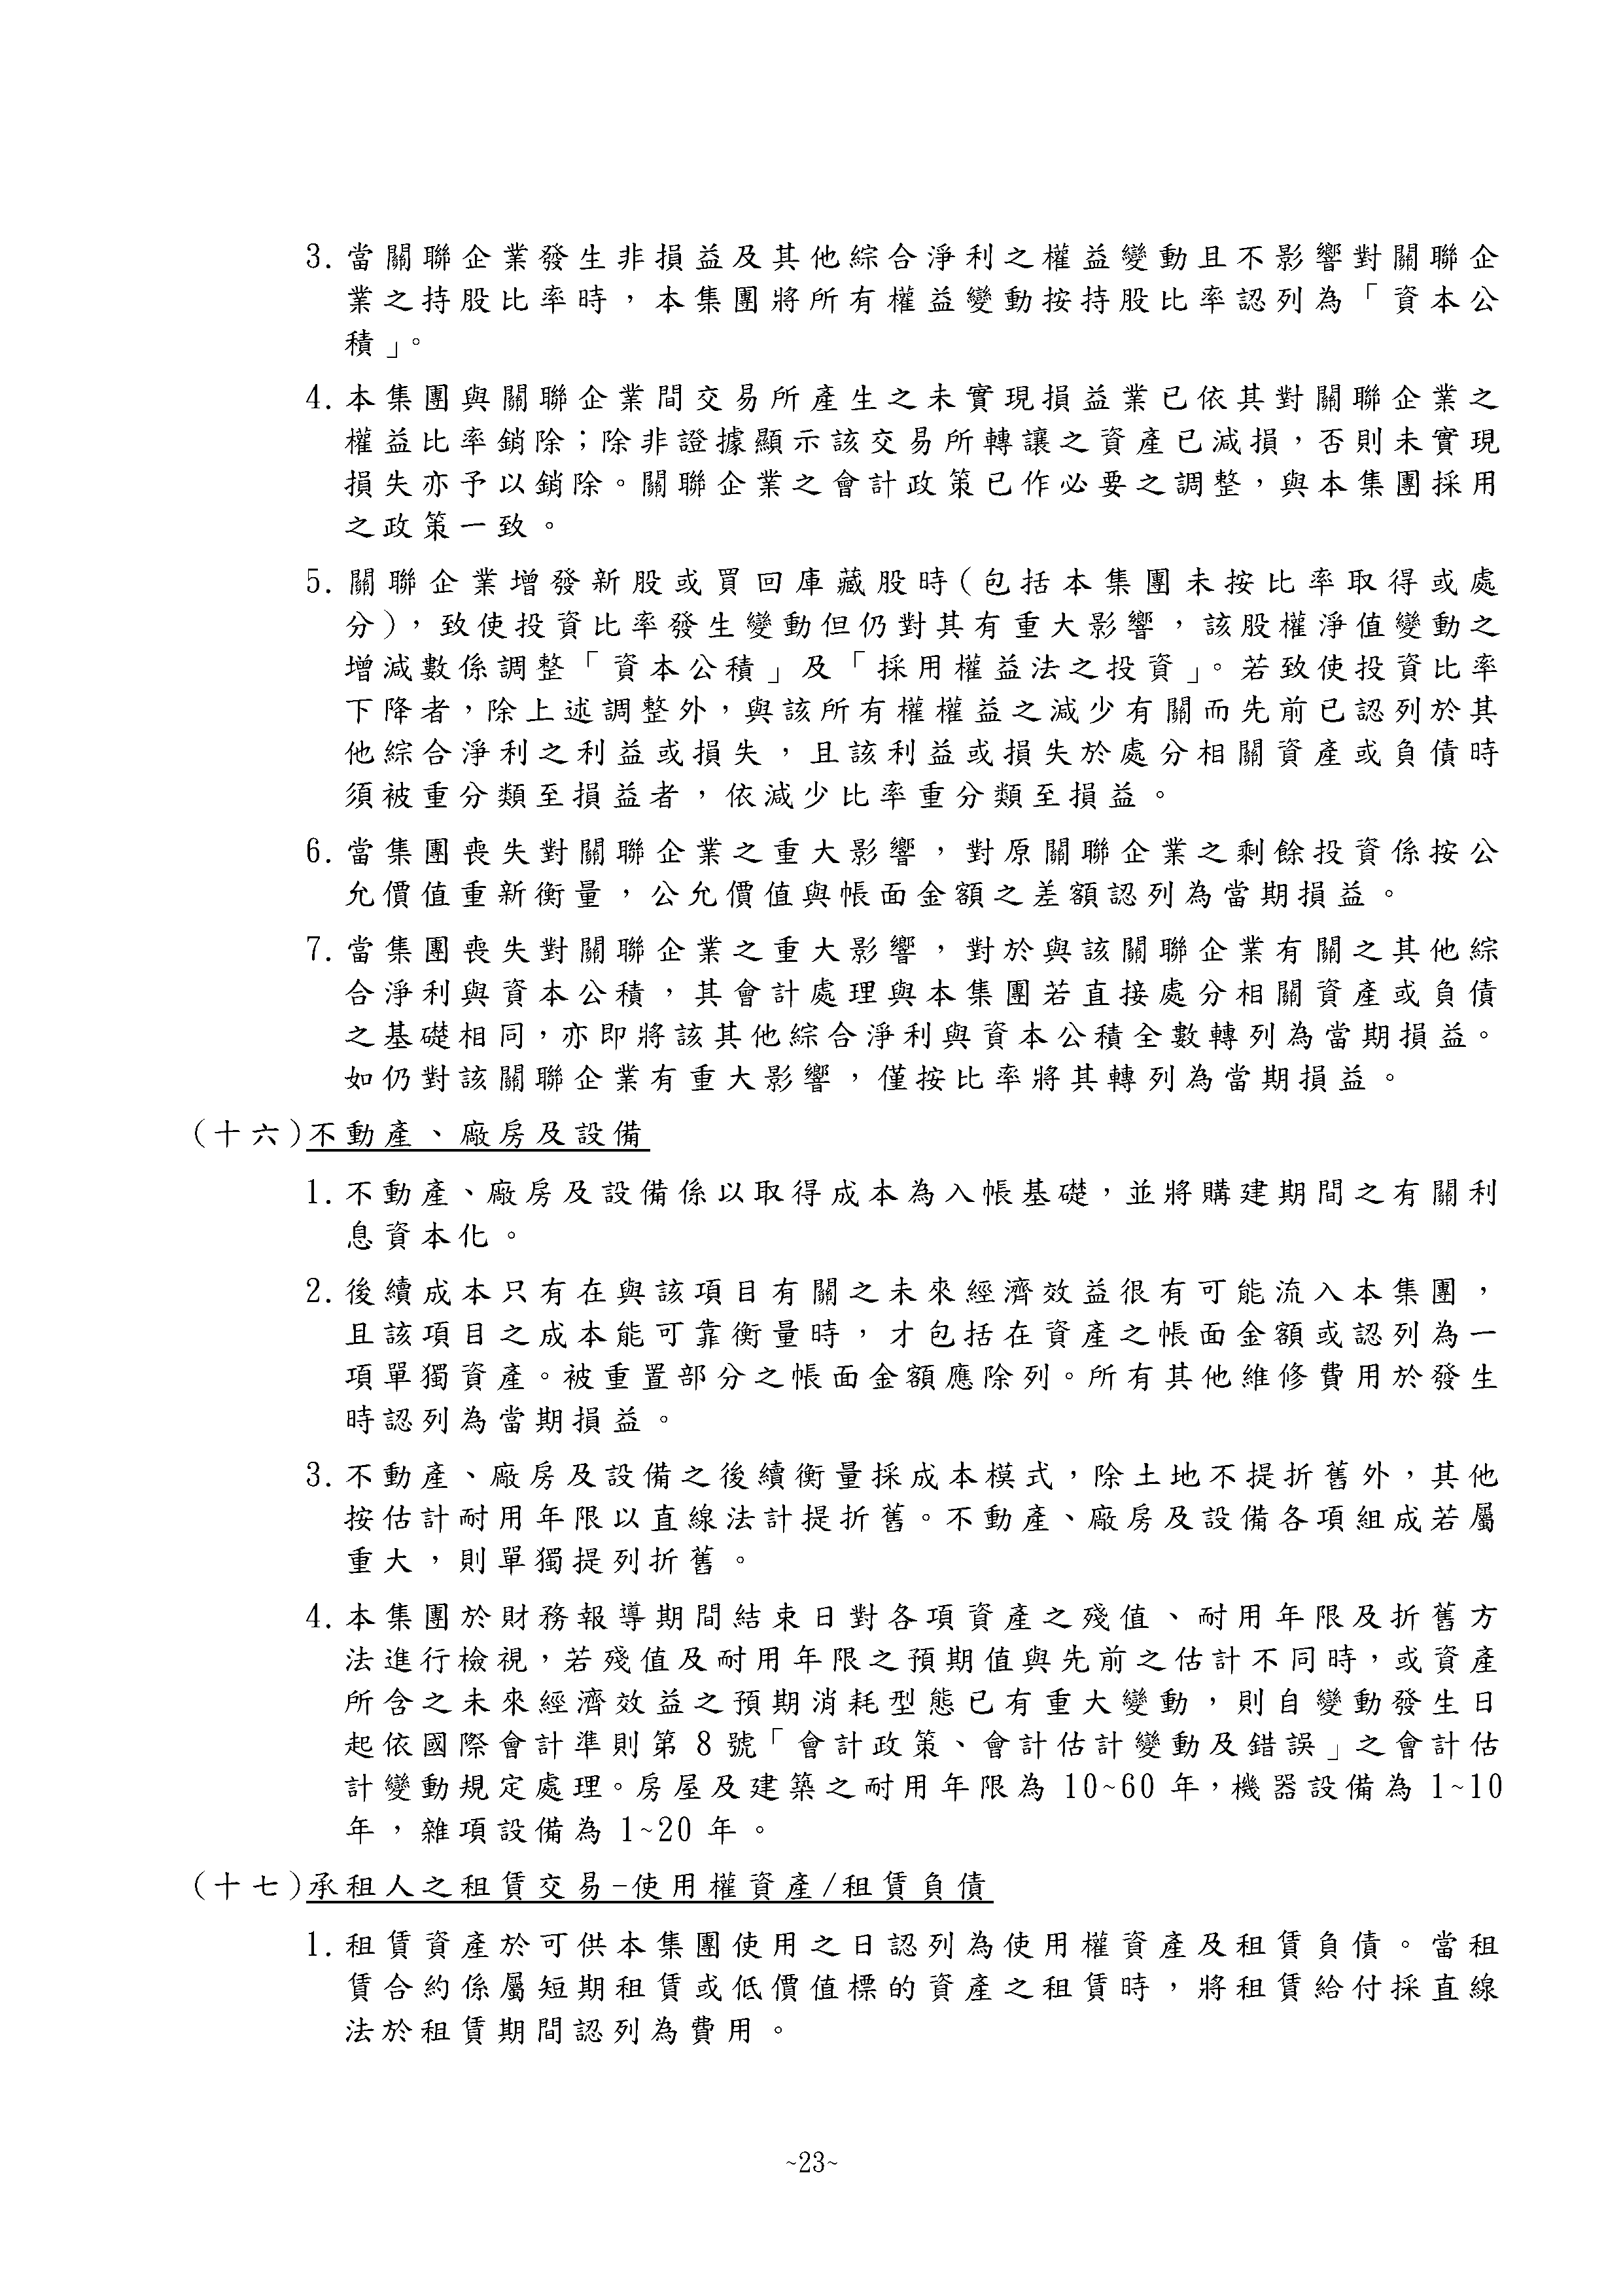 3. 當關聯企業發生非損益及其他綜合淨利之權益變動且不影響對關聯企
業之持股比率時，本集團將所有權益變動按持股比率認列為「資本公
積」。
4. 本集團與關聯企業間交易所產生之未實現損益業已依其對關聯企業之
權益比率銷除；除非證據顯示該交易所轉讓之資產已減損，否則未實現
損失亦予以銷除。關聯企業之會計政策已作必要之調整，與本集團採用
之政策一致。
5. 關聯企業增發新股或買回庫藏股時(包括本集團未按比率取得或處
分)，致使投資比率發生變動但仍對其有重大影響，該股權淨值變動之
增減數係調整「資本公積」及「採用權益法之投資」。若致使投資比率
下降者，除上述調整外，與該所有權權益之減少有關而先前已認列於其
他綜合淨利之利益或損失，且該利益或損失於處分相關資產或負債時
須被重分類至損益者，依減少比率重分類至損益。
6. 當集團喪失對關聯企業之重大影響，對原關聯企業之剩餘投資係按公
允價值重新衡量，公允價值與帳面金額之差額認列為當期損益。
7. 當集團喪失對關聯企業之重大影響，對於與該關聯企業有關之其他綜
合淨利與資本公積，其會計處理與本集團若直接處分相關資產或負債
之基礎相同，亦即將該其他綜合淨利與資本公積全數轉列為當期損益。
如仍對該關聯企業有重大影響，僅按比率將其轉列為當期損益。
(十六)不動產、廠房及設備
1. 不動產、廠房及設備係以取得成本為入帳基礎，並將購建期間之有關利
息資本化。
2. 後續成本只有在與該項目有關之未來經濟效益很有可能流入本集團，
且該項目之成本能可靠衡量時，才包括在資產之帳面金額或認列為一
項單獨資產。被重置部分之帳面金額應除列。所有其他維修費用於發生
時認列為當期損益。
3. 不動產、廠房及設備之後續衡量採成本模式，除土地不提折舊外，其他
按估計耐用年限以直線法計提折舊。不動產、廠房及設備各項組成若屬
重大，則單獨提列折舊。
4. 本集團於財務報導期間結束日對各項資產之殘值、耐用年限及折舊方
法進行檢視，若殘值及耐用年限之預期值與先前之估計不同時，或資產
所含之未來經濟效益之預期消耗型態已有重大變動，則自變動發生日
起依國際會計準則第 8 號「會計政策、會計估計變動及錯誤」之會計估
計變動規定處理。房屋及建築之耐用年限為 10~60 年，機器設備為 1~10
年，雜項設備為 1~20 年。
(十七)承租人之租賃交易-使用權資產/租賃負債
1. 租賃資產於可供本集團使用之日認列為使用權資產及租賃負債。當租
賃合約係屬短期租賃或低價值標的資產之租賃時，將租賃給付採直線
法於租賃期間認列為費用。
~23~